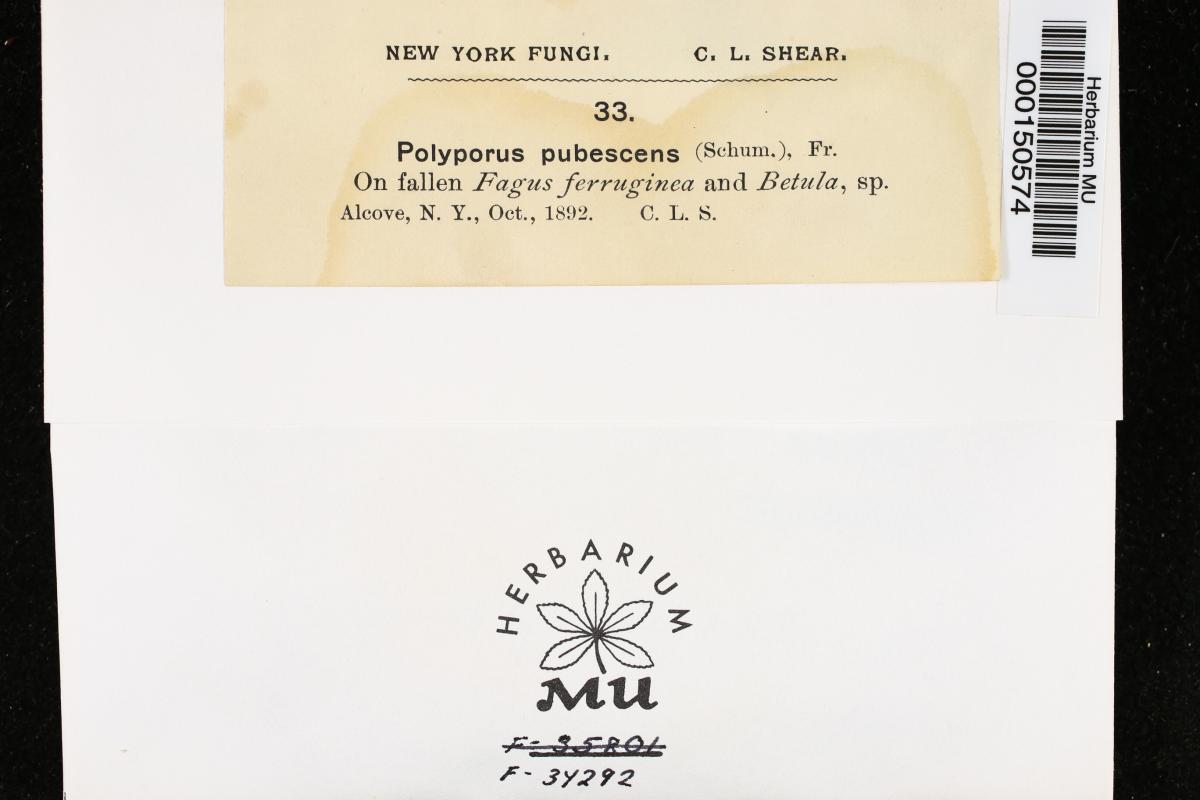 NEW YORK FUNGI. C. L. SHEAR.
33.
Polyporus pubescens (Schum.), Fr.
On fallen Fagus ferruginea and Betula, sp.
Alcove, N. Y., Oct., 1892. C. L. S.
Herbarium MU
000150574
HERBARIUM
MU
F-34292